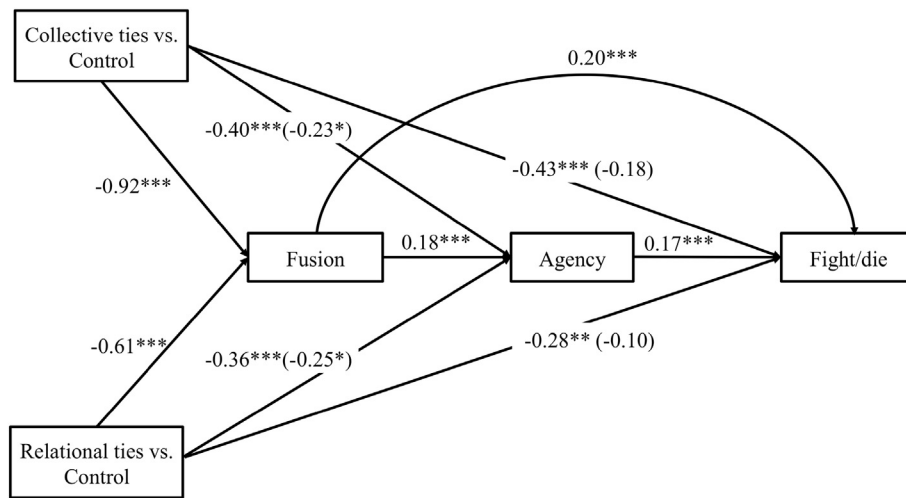 Collective ties vs.
Control
0.20***
-0.40***(-0.23*)
-0.43*** (-0.18)
-0.92***
Fusion
0.18***
Agency
0.17***
Fight/die
-0.61***
-0.36***(-0.25*)
-0.28** (-0.10)
Relational ties vs.
Control